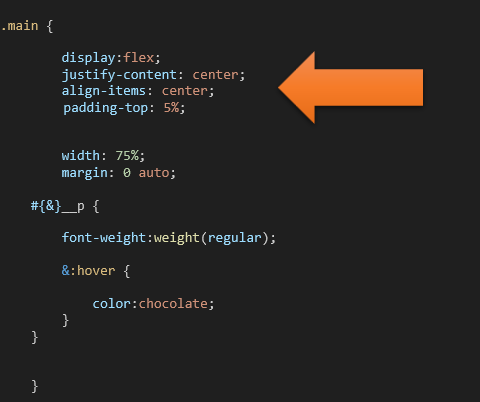 .main {
display:flex;
justify-content: center;
align-items: center;
padding-top: 5%;
width: 75%;
margin: 0 auto;
#{&}__p {
font-weight:weight(regular);
&:hover {
color:chocolate;
}
}
}